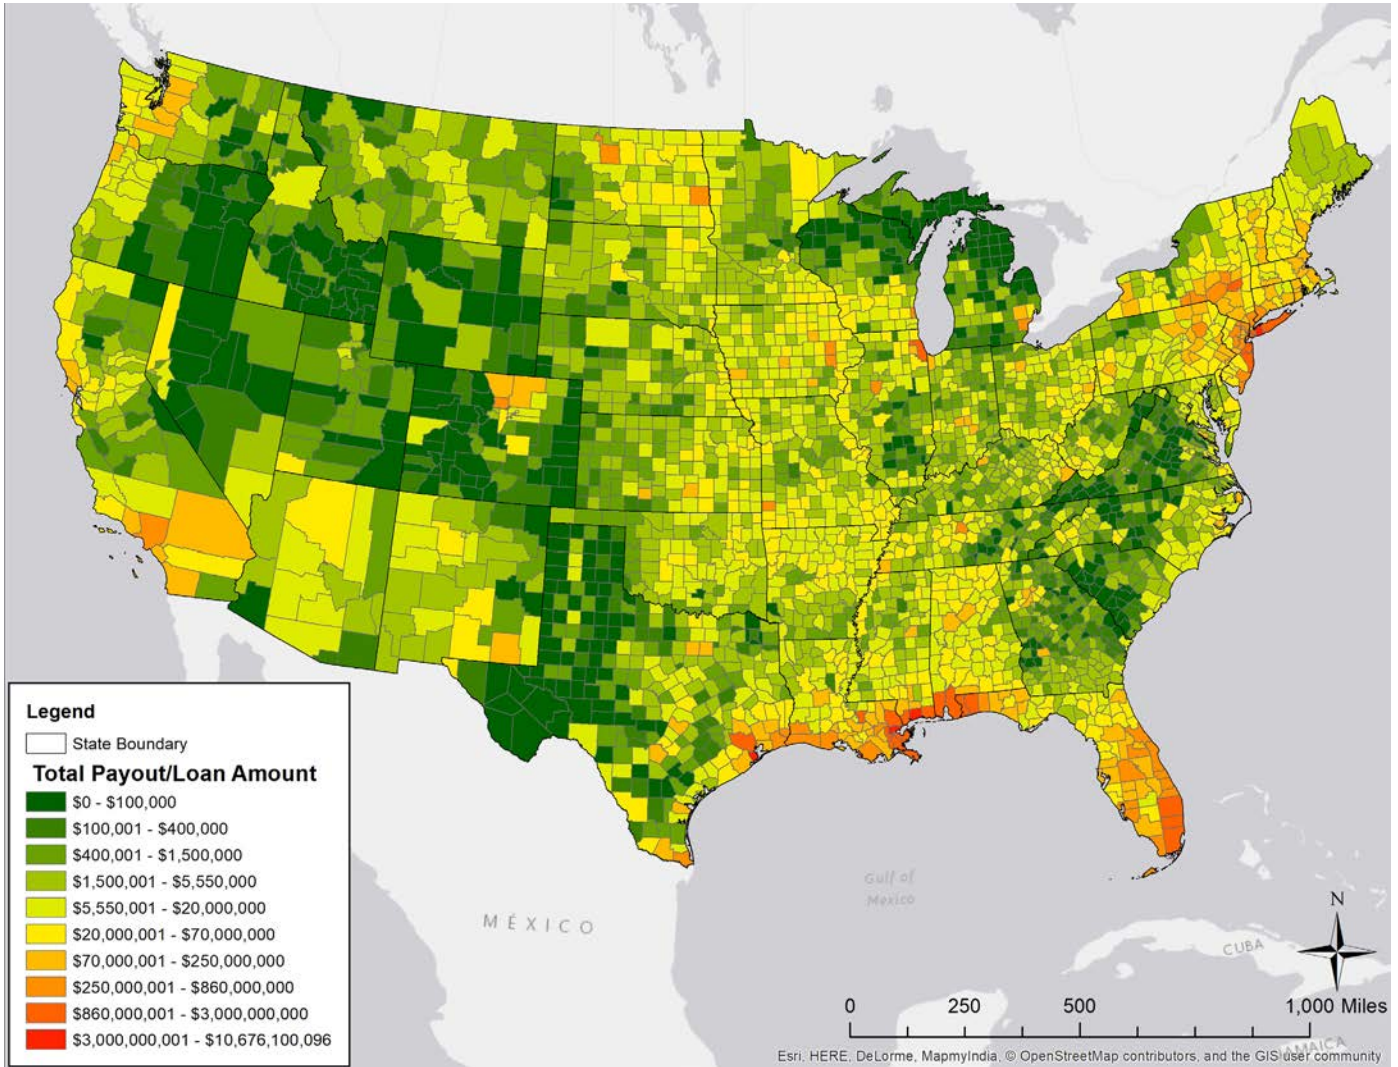 Legend
State Boundary
Total Payout/Loan Amount
$0 - $100,000
$100,001 - $400,000
$400,001 - $1,500,000
$1,500,001 - $5,550,000
$5,550,001 - $20,000,000
$20,000,001 - $70,000,000
$70,000,001 - $250,000,000
$250,000,001 - $860,000,000
$860,000,001 - $3,000,000,000
$3,000,000,001 - $10,676,100,096
MÉXICO
Gulf of
Mexico
CUBA
JAMAICA
N
0 250 500 1,000 Miles
Esri, HERE, DeLorme, MapmyIndia, © OpenStreetMap contributors, and the GIS user community